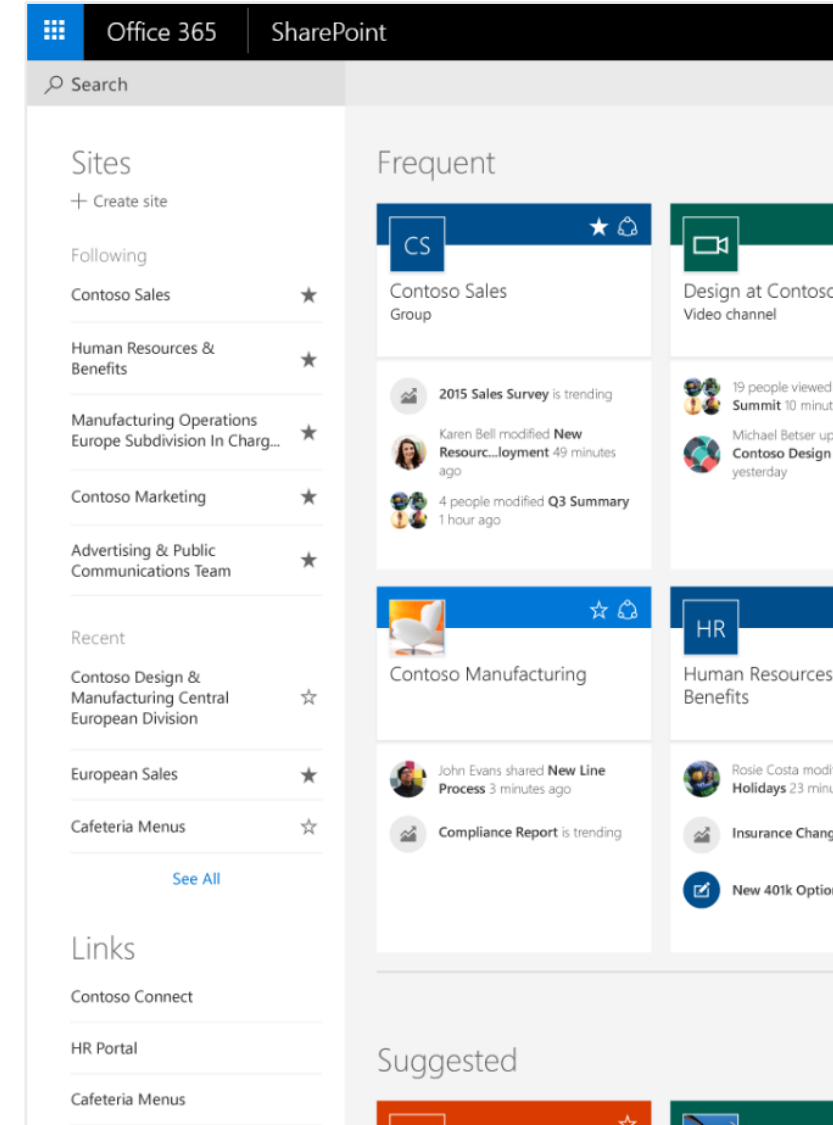 Office 365
SharePoint
Search
Sites
+ Create site
Following
Contoso Sales
Human Resources &
Benefits
Manufacturing Operations
Europe Subdivision In Charg...
Contoso Marketing
Advertising & Public
Communications Team
Recent
Contoso Design &
Manufacturing Central
European Division
European Sales
Cafeteria Menus
See All
Links
Contoso Connect
HR Portal
Cafeteria Menus
Frequent
CS
Contoso Sales
Group
2015 Sales Survey is trending
Karen Bell modified New
Resourc...loyment 49 minutes
ago
4 people modified Q3 Summary
1 hour ago
Design at Contoso
Video channel
19 people viewed
Summit 10 minut
Michael Betser up
Contoso Design
yesterday
Contoso Manufacturing
John Evans shared New Line
Process 3 minutes ago
Compliance Report is trending
HR
Human Resources
Benefits
Rosie Costa modi
Holidays 23 minu
Insurance Chang
New 401k Optio
Suggested